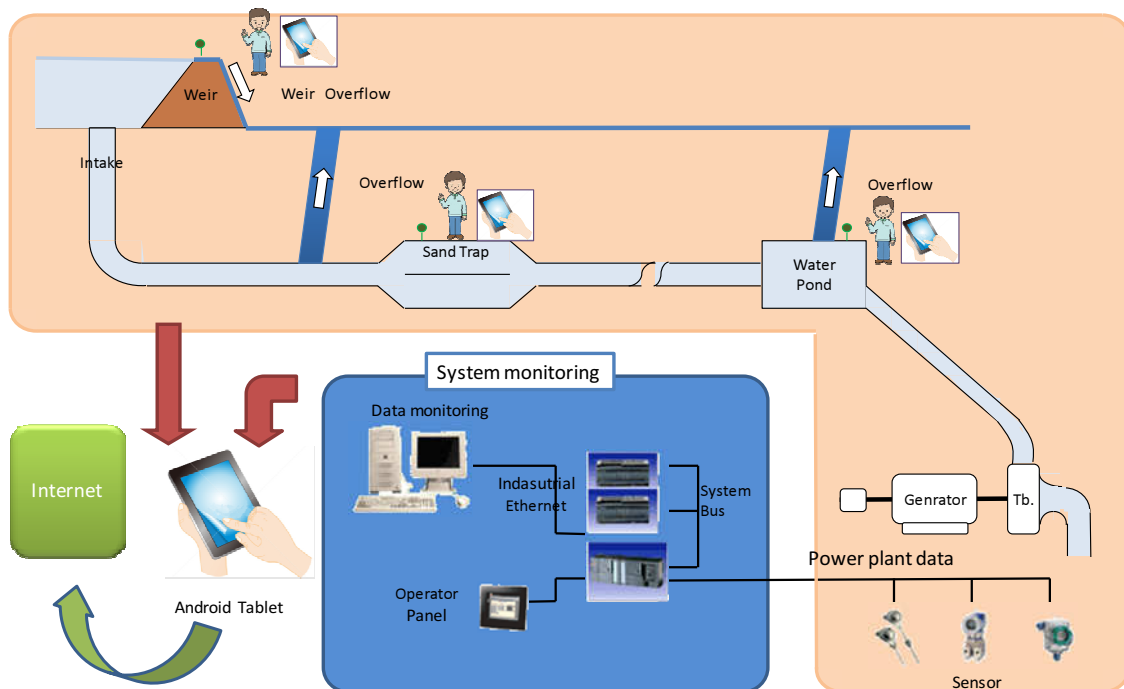 Weir
Weir Overflow
Intake
Overflow
Overflow
Sand Trap
Water
Pond
System monitoring
Data monitoring
Indasutrial
Ethernet
System
Bus
Internet
Genrator
Tb.
Power plant data
Operator
Panel
Android Tablet
Sensor